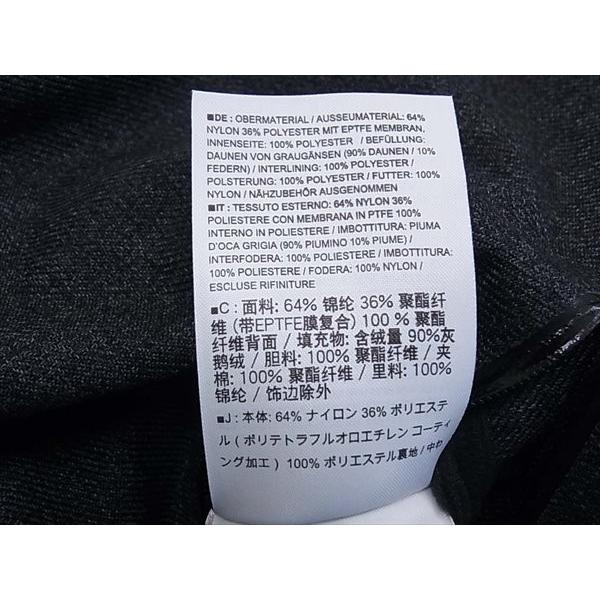 ■DE : OBERMATERIAL / AUSSEUMATERIAL: 64%
NYLON 36% POLYESTER MIT EPTFE MEMBRAN,
INNENSEITE: 100% POLYESTER / BEFÜLLUNG:
DAUNEN VON GRAUGÄNSEN (90% DAUNEN / 10%
FEDERN) / INTERLINING: 100% POLYESTER /
POLSTERUNG: 100% POLYESTER / FUTTER: 100%
NYLON / NÄHZUBEHÖR AUSGENOMMEN
■IT : TESSUTO ESTERNO: 64% NYLON 36%
POLIESTERE CON MEMBRANA IN PTFE 100%
INTERNO IN POLIESTERE / IMBOTTITURA: PIUMA
D'OCA GRIGIA (90% PIUMINO 10% PIUME) /
INTERFODERA: 100% POLIESTERE / IMBOTTITURA:
100% POLIESTERE / FODERA: 100% NYLON /
ESCLUSE RIFINITURE
■C : 面料: 64% 锦纶 36% 聚酯纤
维 (带EPTFE膜复合) 100 % 聚酯
纤维背面 / 填充物: 含绒量 90%灰
鹅绒 / 胆料: 100% 聚酯纤维 / 夹
棉: 100% 聚酯纤维 / 里料: 100%
锦纶 / 饰边除外
■J : 本体: 64% ナイロン 36% ポリエステ
ル ( ポリテトラフルオロエチレン コーティ
ング加工 ) 100% ポリエステル裏地 / 中わ